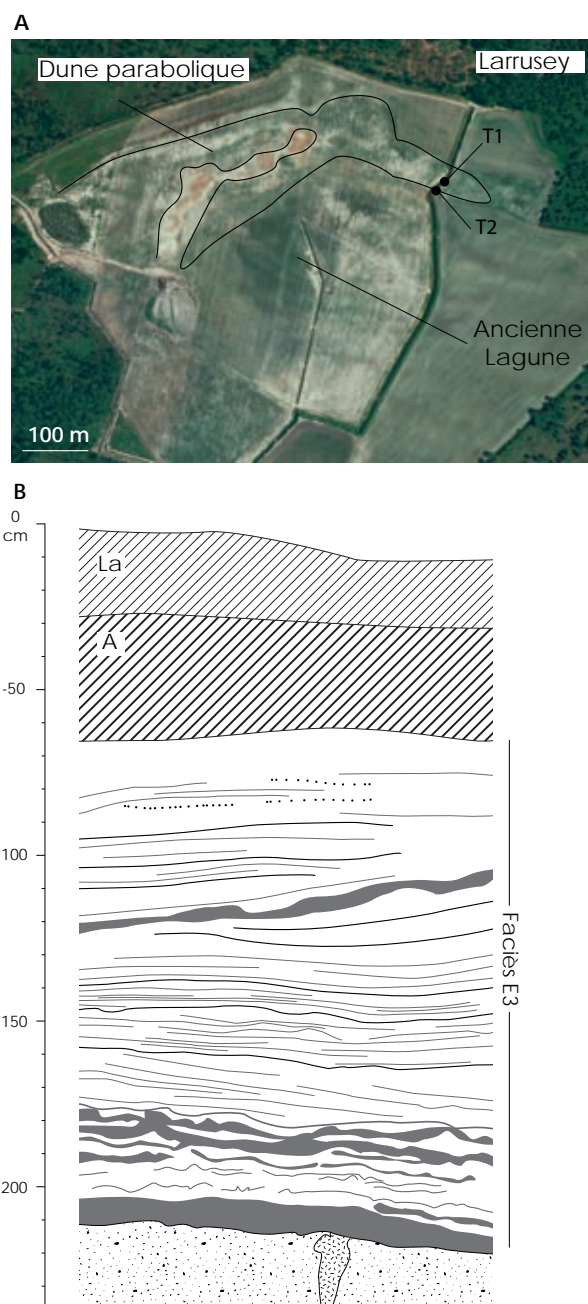 A
Dune parabolique
Larrusey
T1
T2
Ancienne
Lagune
100 m
B
0
cm
La
A
-50
100
150
200
Faciès E3